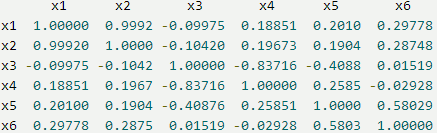 x1 x2 x3 x4 x5 x6
x1 1.00000 0.9992 -0.09975 0.18851 0.2010 0.29778
x2 0.99920 1.0000 -0.10420 0.19673 0.1904 0.28748
x3 -0.09975 -0.1042 1.00000 -0.83716 -0.4088 0.01519
x4 0.18851 0.1967 -0.83716 1.00000 0.2585 -0.02928
x5 0.20100 0.1904 -0.40876 0.25851 1.0000 0.58029
x6 0.29778 0.2875 0.01519 -0.02928 0.5803 1.00000